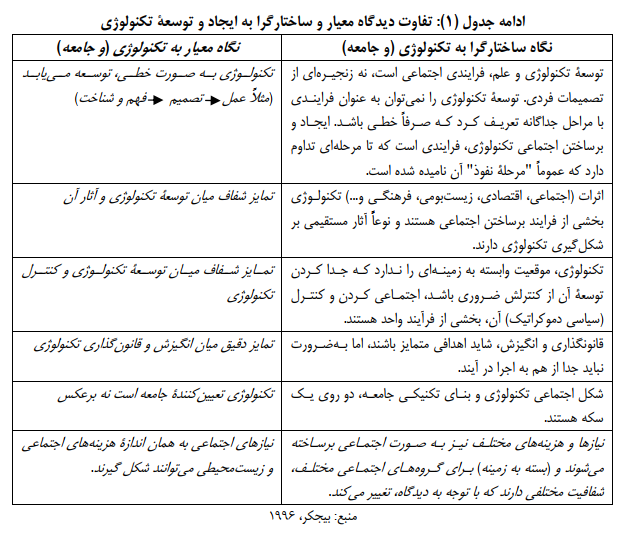 ادامه جدول (۱): تفاوت دیدگاه معیار و ساختارگرا به ایجاد و توسعهٔ تکنولوژی
نگاه ساختارگرا به تکنولوژی (و جامعه)
نگاه معیار به تکنولوژی (و جامعه)
توسعهٔ تکنولوژی و علم، فرایندی اجتماعی است، نه زنجیره‌ای از
تصمیمات فردی. توسعهٔ تکنولوژی را نمی‌توان به عنوان فرایندی
با مراحل جداگانه تعریف کرد که صرفاً خطی باشد. ایجاد و
برساختن اجتماعی تکنولوژی، فرایندی است که تا مرحله‌ای تداوم
دارد که عموماً "مرحلهٔ نفوذ" آن نامیده شده است.
تکنولوژی به صورت خطی، توسعه می‌یابد
(مثلاً عمل → تصمیم → فهم و شناخت)
اثرات (اجتماعی، اقتصادی، زیست‌بومی، فرهنگی و...) تکنولوژی
بخشی از فرایند برساختن اجتماعی هستند و نوعاً آثار مستقیمی بر
شکل‌گیری تکنولوژی دارند.
تمایز شفاف میان توسعهٔ تکنولوژی و آثار آن
تکنولوژی، موقعیت وابسته به زمینه‌ای را ندارد که جدا کردن
توسعهٔ آن از کنترلش ضروری باشد، اجتماعی کردن و کنترل
(سیاسی دموکراتیک) آن، بخشی از فرآیند واحد هستند.
تمایز شفاف میان توسعهٔ تکنولوژی و کنترل
تکنولوژی
قانونگذاری و انگیزش، شاید اهدافی متمایز باشند، اما به‌ضرورت
نباید جدا از هم به اجرا در آیند.
تمایز دقیق میان انگیزش و قانون‌گذاری تکنولوژی
شکل اجتماعی تکنولوژی و بنای تکنیکی جامعه، دو روی یک
سکه هستند.
تکنولوژی تعیین‌کنندهٔ جامعه است نه برعکس
نیازها و هزینه‌های مختلف نیز به صورت اجتماعی برساخته
می‌شوند و (بسته به زمینه) برای گروه‌های اجتماعی مختلف،
شفافیت مختلفی دارند که با توجه به دیدگاه، تغییر می‌کند.
نیازهای اجتماعی به همان اندازهٔ هزینه‌های اجتماعی
و زیست‌محیطی می‌توانند شکل گیرند.
منبع: بیجکر، ۱۹۹۶